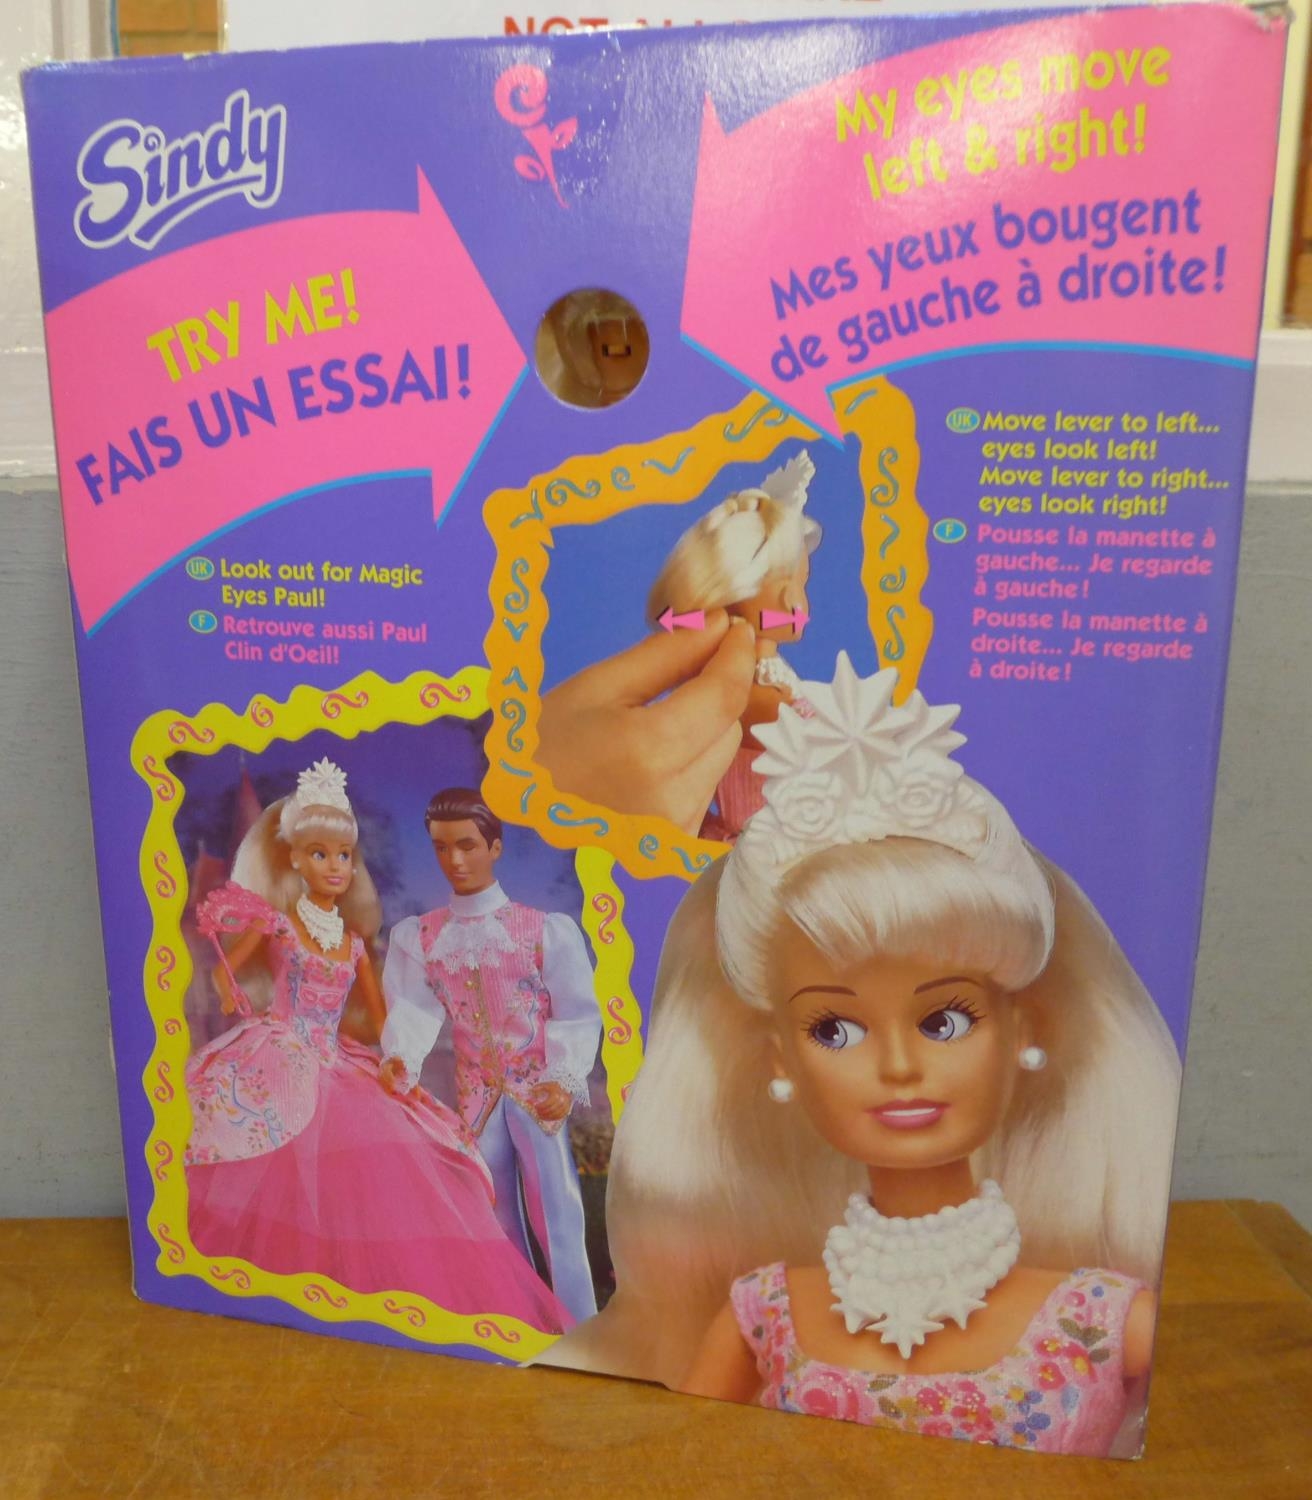 Sindy
TRY ME!
FAIS UN ESSAI!
My eyes move
left & right!
Mes yeux bougent
de gauche à droite!
UK Move lever to left...
eyes look left!
Move lever to right...
eyes look right!
F Pousse la manette à
gauche... Je regarde
à gauche!
Pousse la manette à
droite... Je regarde
à droite!
UK Look out for Magic
Eyes Paul!
F Retrouve aussi Paul
Clin d'Oeil!